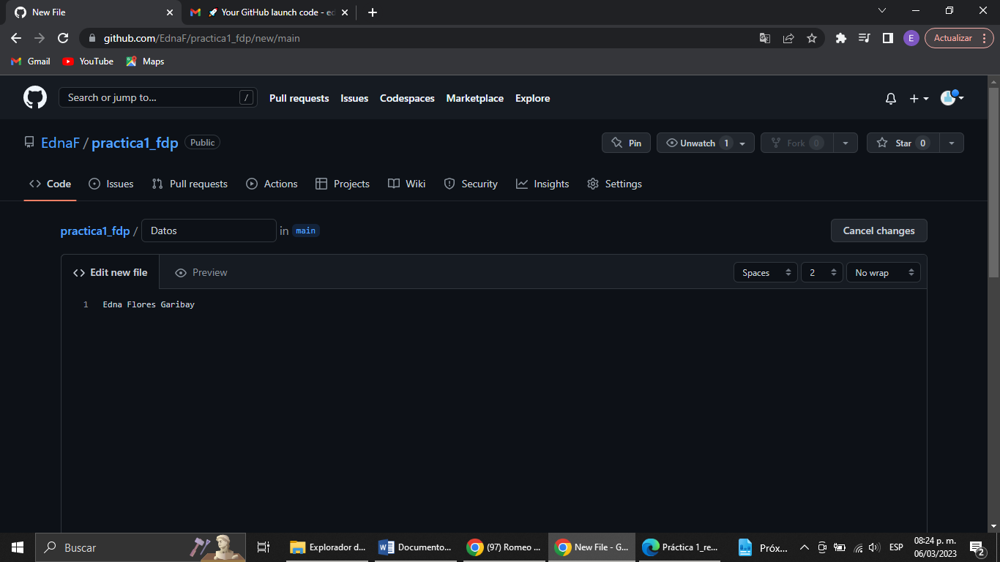 New File
🚀 Your GitHub launch code - ed
github.com/EdnaF/practica1_fdp/new/main
E
Actualizar
Gmail
YouTube
Maps
Search or jump to...
/
Pull requests
Issues
Codespaces
Marketplace
Explore
EdnaF / practica1_fdp
Public
Pin
Unwatch 1
Fork 0
Star 0
Code
Issues
Pull requests
Actions
Projects
Wiki
Security
Insights
Settings
practica1_fdp / Datos in main
Cancel changes
Edit new file
Preview
Spaces
2
No wrap
1 Edna Flores Garibay
Buscar
Explorador d...
Documento...
(97) Romeo ...
New File - G...
Práctica 1_re...
Próx...
ESP
08:24 p. m.
06/03/2023
2